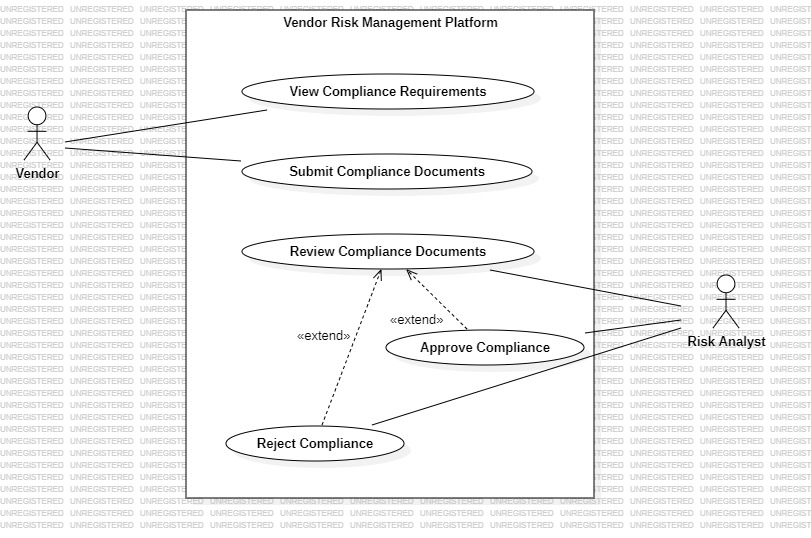 Vendor Risk Management Platform
View Compliance Requirements
Vendor
Submit Compliance Documents
Review Compliance Documents
«extend»
«extend»
Approve Compliance
Risk Analyst
Reject Compliance
UNREGISTERED